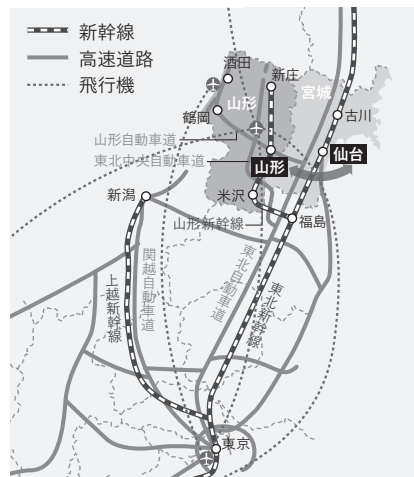 新幹線
高速道路
飛行機
酒田
新庄
宮城
山形
鶴岡
古川
山形自動車道
東北中央自動車道
山形
仙台
新潟
米沢
山形新幹線
福島
関越自動車道
上越新幹線
東北自動車道
東北新幹線
東京